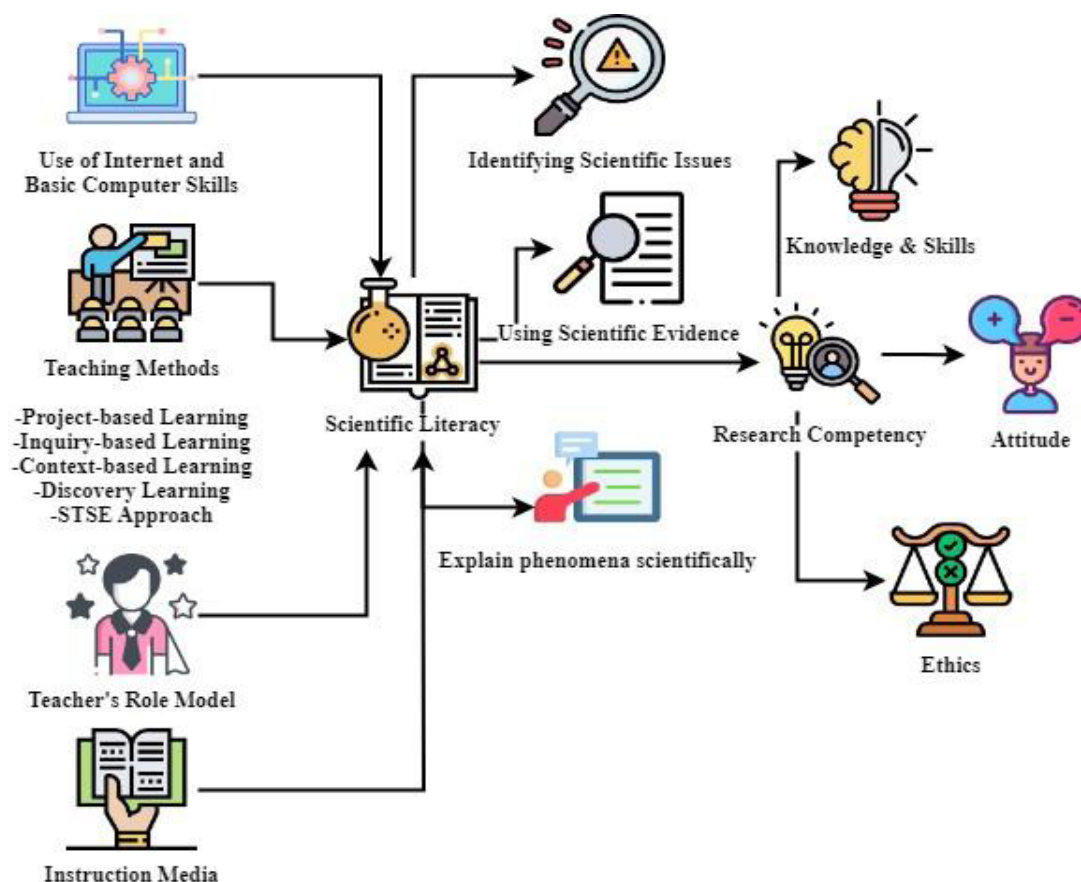 Use of Internet and
Basic Computer Skills
Teaching Methods
-Project-based Learning
-Inquiry-based Learning
-Context-based Learning
-Discovery Learning
-STSE Approach
Teacher's Role Model
Instruction Media
Scientific Literacy
Identifying Scientific Issues
Using Scientific Evidence
Explain phenomena scientifically
Research Competency
Knowledge & Skills
Attitude
Ethics